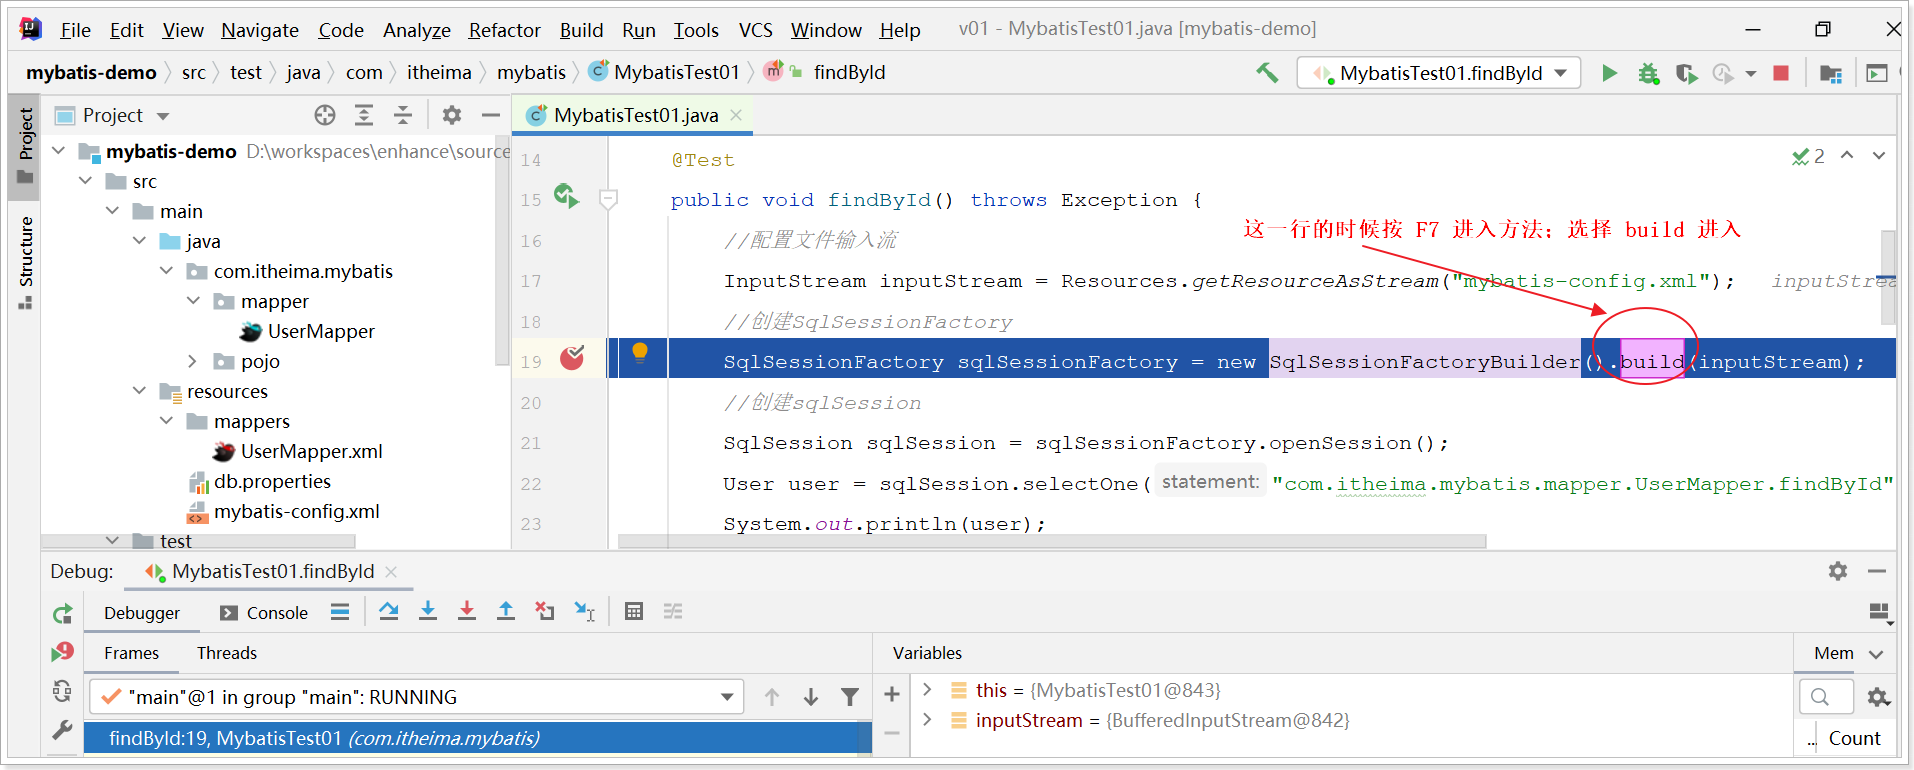 File Edit View Navigate Code Analyze Refactor Build Run Tools VCS Window Help v01 - MybatisTest01.java [mybatis-demo]
mybatis-demo src test java com itheima mybatis MybatisTest01 findById MybatisTest01.findById
Project
Structure
Project
mybatis-demo D:\workspaces\enhance\source
src
main
java
com.itheima.mybatis
mapper
UserMapper
pojo
resources
mappers
UserMapper.xml
db.properties
mybatis-config.xml
test
MybatisTest01.java
14 @Test
2
15 public void findById() throws Exception {
这一行的时候按 F7 进入方法；选择 build 进入
16 //配置文件输入流
17 InputStream inputStream = Resources.getResourceAsStream("mybatis-config.xml"); inputStrea
18 //创建SqlSessionFactory
19 SqlSessionFactory sqlSessionFactory = new SqlSessionFactoryBuilder().build(inputStream);
20 //创建sqlSession
21 SqlSession sqlSession = sqlSessionFactory.openSession();
22 User user = sqlSession.selectOne( statement: "com.itheima.mybatis.mapper.UserMapper.findById"
23 System.out.println(user);
Debug: MybatisTest01.findById
Debugger Console
Frames Threads
"main"@1 in group "main": RUNNING
findById:19, MybatisTest01 (com.itheima.mybatis)
Variables
this = {MybatisTest01@843}
inputStream = {BufferedInputStream@842}
Mem
... Count